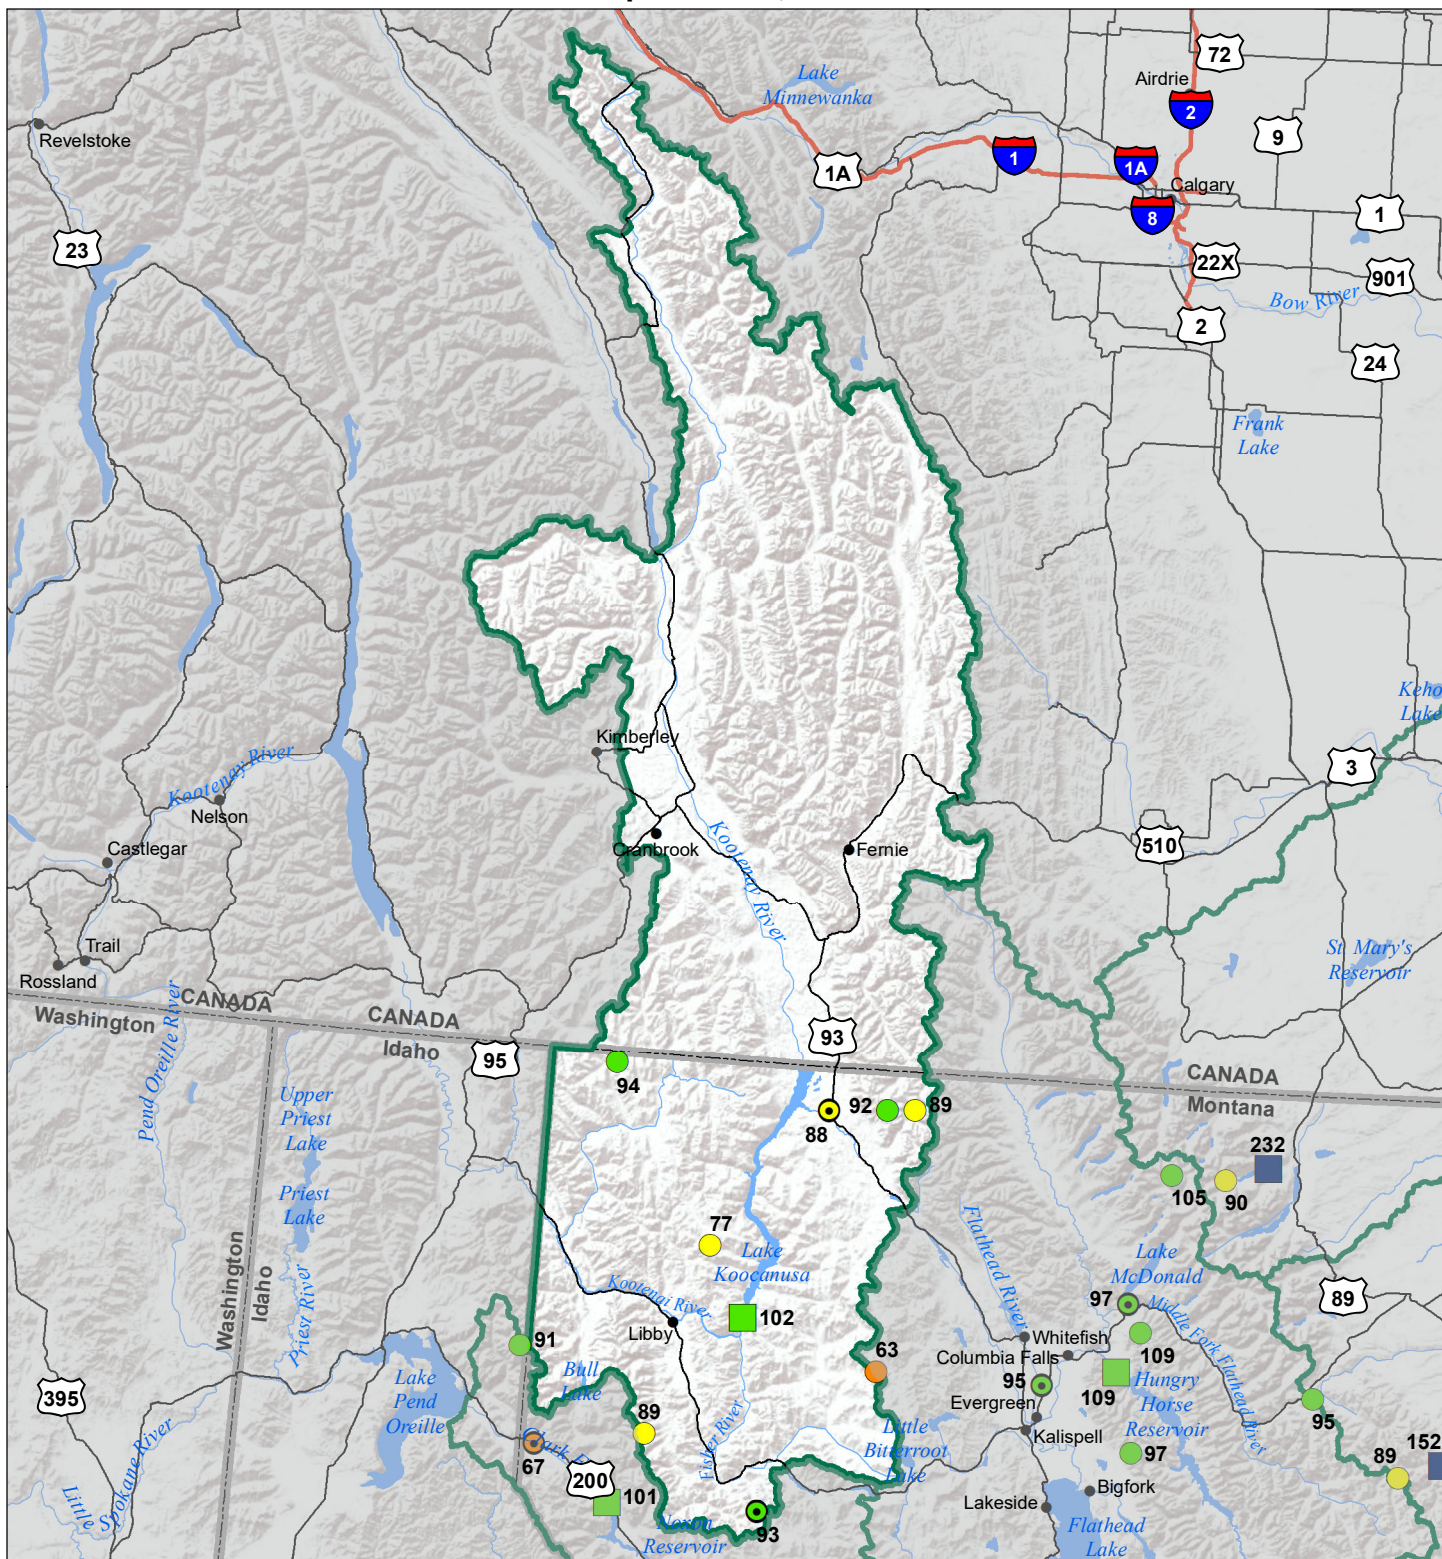 72
Airdrie
Lake
Minnewanka
2
9
Revelstoke
1
1A
1A
Calgary
8
1
23
22X
901
Bow River
2
24
Frank
Lake
Keho
Lake
Kimberley
3
Kootenay River
Nelson
Kootenay River
Cranbrook
Fernie
510
Castlegar
Trail
Rossland
St. Mary's
Reservoir
CANADA
Washington
CANADA
Idaho
Pend Oreille River
95
93
94
CANADA
Montana
Upper
Priest
Lake
92
89
88
232
105
90
Priest
Lake
77
Lake
Koocanusa
Flathead River
Lake
McDonald
Washington
Idaho
Priest River
Kootenai River
102
Libby
97
Middle Fork Flathead River
89
Whitefish
109
Columbia Falls
91
Bull
Lake
63
95
109
Hungry
Horse
Reservoir
Evergreen
395
Lake
Pend
Oreille
89
Fisher River
Little
Bitterroot
Lake
Kalispell
95
97
67
152
89
200
101
Bigfork
Lakeside
Little Spokane River
Noxon
Reservoir
93
Flathead
Lake